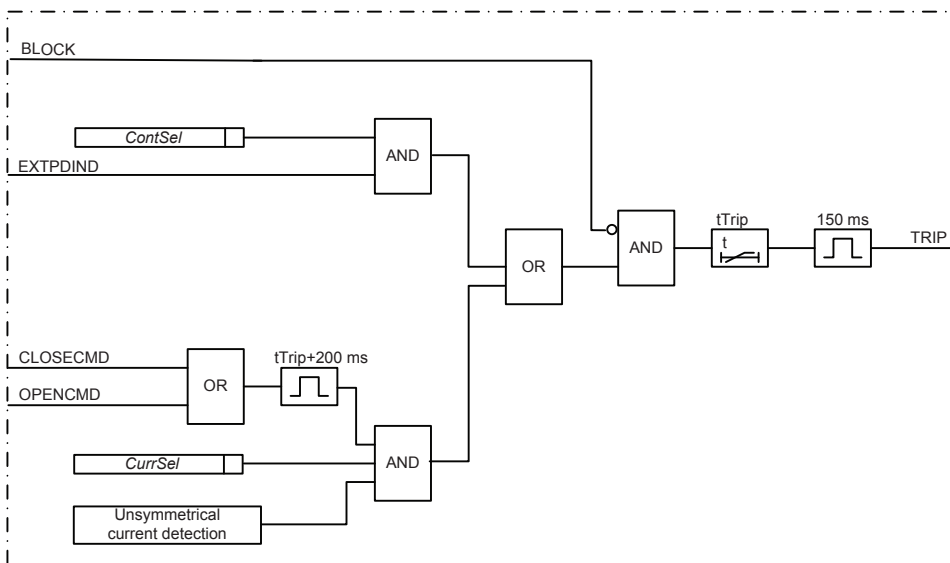 BLOCK
ContSel
AND
EXTPDIND
tTrip
150 ms
TRIP
t
AND
OR
CLOSECMD
tTrip+200 ms
OR
OPENCMD
CurrSel
AND
Unsymmetrical
current detection